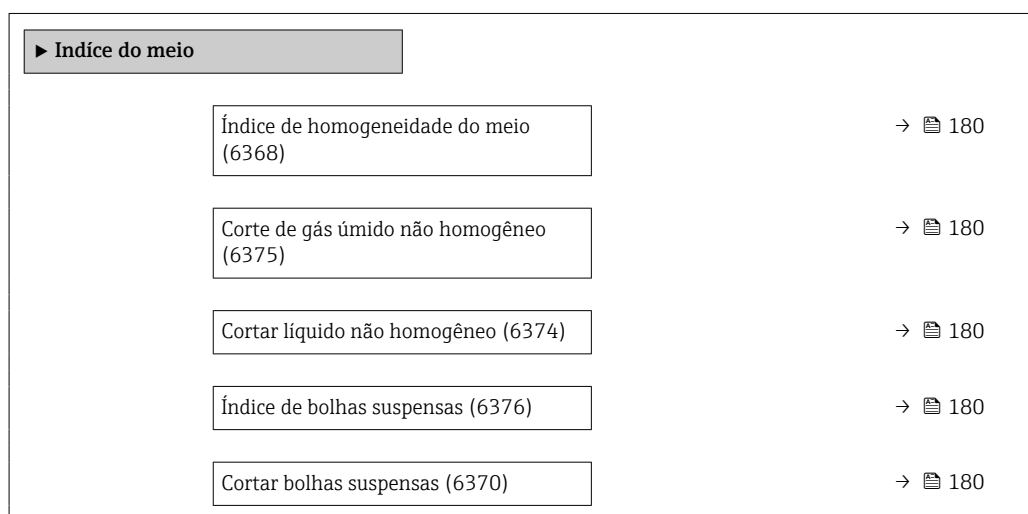 ▶ Indíce do meio
Índice de homogeneidade do meio → 180
(6368)
Corte de gás úmido não homogêneo → 180
(6375)
Cortar líquido não homogêneo (6374) → 180
Índice de bolhas suspensas (6376) → 180
Cortar bolhas suspensas (6370) → 180